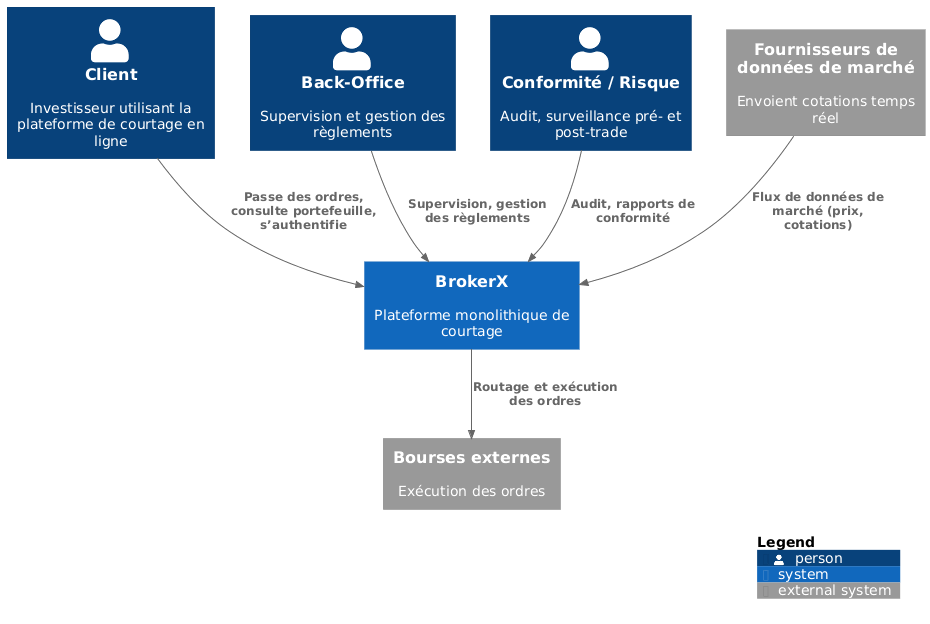 Client
Investisseur utilisant la
plateforme de courtage en
ligne
Back-Office
Supervision et gestion des
règlements
Conformité / Risque
Audit, surveillance pré- et
post-trade
Fournisseurs de
données de marché
Envoient cotations temps
réel
Passe des ordres,
consulte portefeuille,
s’authentifie
Supervision, gestion
des règlements
Audit, rapports de
conformité
Flux de données de
marché (prix,
cotations)
BrokerX
Plateforme monolithique de
courtage
Routage et exécution
des ordres
Bourses externes
Exécution des ordres
Legend
person
system
external system